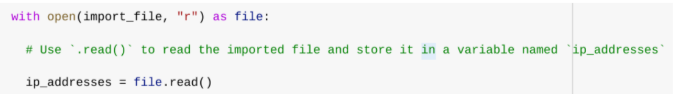 with open(import_file, "r") as file:
# Use `.read()` to read the imported file and store it in a variable named `ip_addresses`
ip_addresses = file.read()